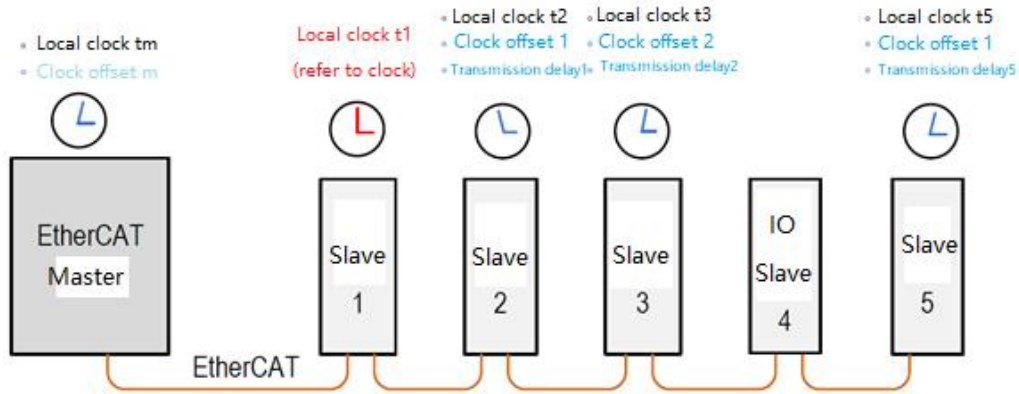 Local clock tm
Clock offset m
Local clock t1
(refer to clock)
Local clock t2
Clock offset 1
Transmission delay1
Local clock t3
Clock offset 2
Transmission delay2
Local clock t5
Clock offset 1
Transmission delay5
EtherCAT
Master
Slave
1
Slave
2
Slave
3
IO
Slave
4
Slave
5
EtherCAT